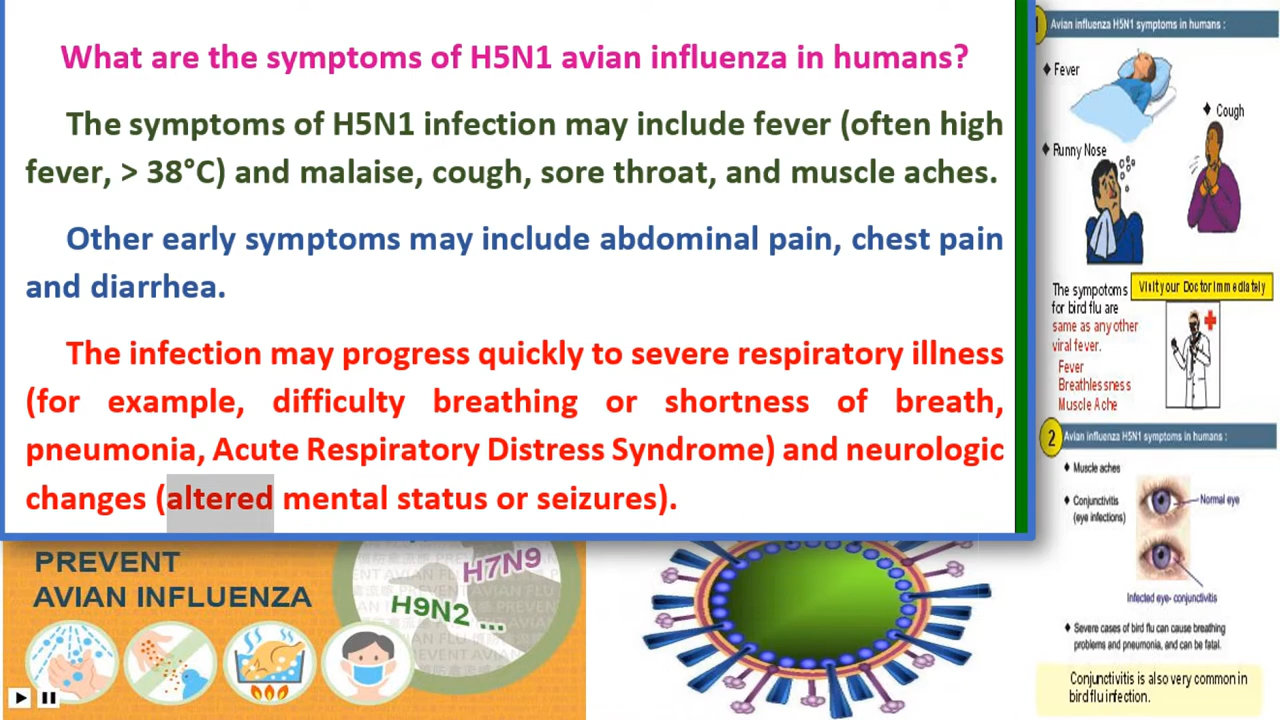 What are the symptoms of H5N1 avian influenza in humans?
The symptoms of H5N1 infection may include fever (often high
fever, > 38°C) and malaise, cough, sore throat, and muscle aches.
Other early symptoms may include abdominal pain, chest pain
and diarrhea.
The infection may progress quickly to severe respiratory illness
(for example, difficulty breathing or shortness of breath,
pneumonia, Acute Respiratory Distress Syndrome) and neurologic
changes (altered mental status or seizures).
PREVENT
AVIAN INFLUENZA
H7N9
H9N2 ...
1
Avian influenza H5N1 symptoms in humans :
Fever
Cough
Runny Nose
The sympotoms
for bird flu are
same as any other
viral fever.
Fever
Breathlessness
Muscle Ache
Visit your Doctor Immediately
2
Avian influenza H5N1 symptoms in humans :
Muscle aches
Conjunctivitis
(eye infections)
Normal eye
Infected eye- conjunctivitis
Severe cases of bird flu can cause breathing
problems and pneumonia, and can be fatal.
Conjunctivitis is also very common in
bird flu infection.